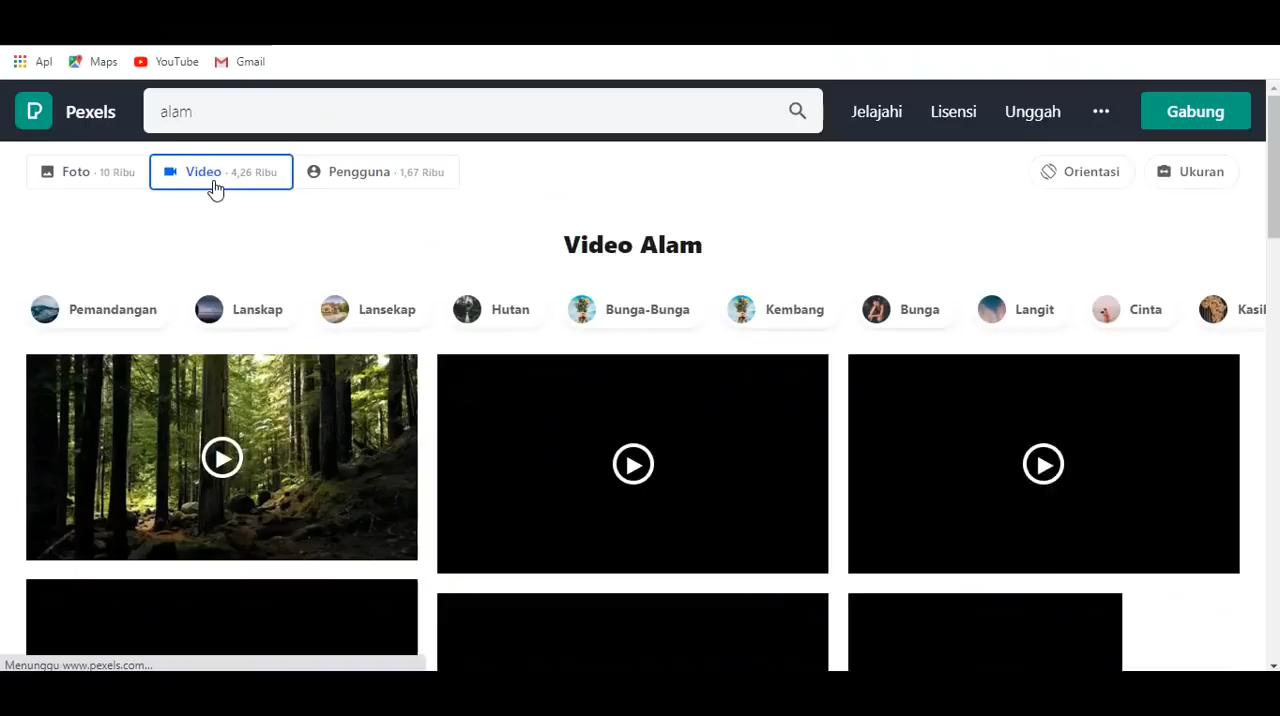 Apl Maps YouTube Gmail
Pexels alam Jelajahi Lisensi Unggah ••• Gabung
Foto · 10 Ribu Video · 4,26 Ribu Pengguna · 1,67 Ribu Orientasi Ukuran
Video Alam
Pemandangan Lanskap Lansekap Hutan Bunga-Bunga Kembang Bunga Langit Cinta Kasi
Menunggu www.pexels.com...